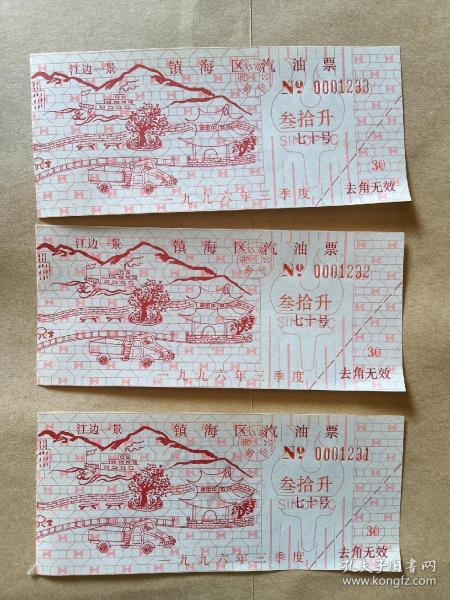 江边一景 镇海区汽油票
№ 0001233
叁拾升
七十号
30
一九九六年三季度 去角无效
江边一景 镇海区汽油票
№ 0001232
叁拾升
七十号
30
一九九六年三季度 去角无效
江边一景 镇海区汽油票
№ 0001231
叁拾升
七十号
30
一九九六年三季度 去角无效
孔夫子旧书网
www.kongfz.com